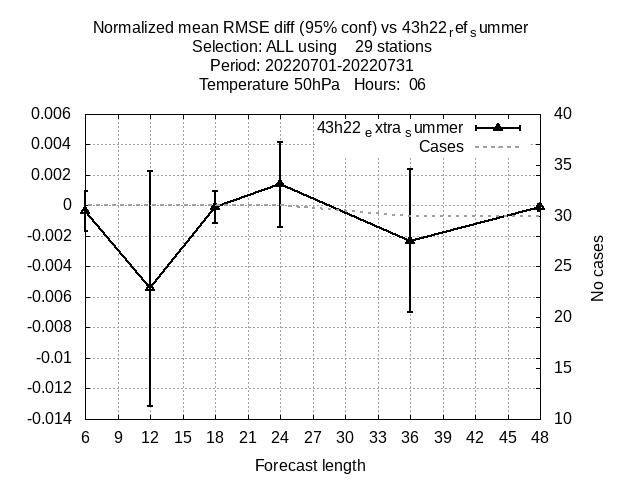 Normalized mean RMSE diff (95% conf) vs 43h22refsummer
Selection: ALL using 29 stations
Period: 20220701-20220731
Temperature 50hPa Hours: 06
43h22extrasummer
Cases
0.006
0.004
0.002
0
-0.002
-0.004
-0.006
-0.008
-0.01
-0.012
-0.014
40
35
30
25
20
15
10
No cases
6 9 12 15 18 21 24 27 30 33 36 39 42 45 48
Forecast length